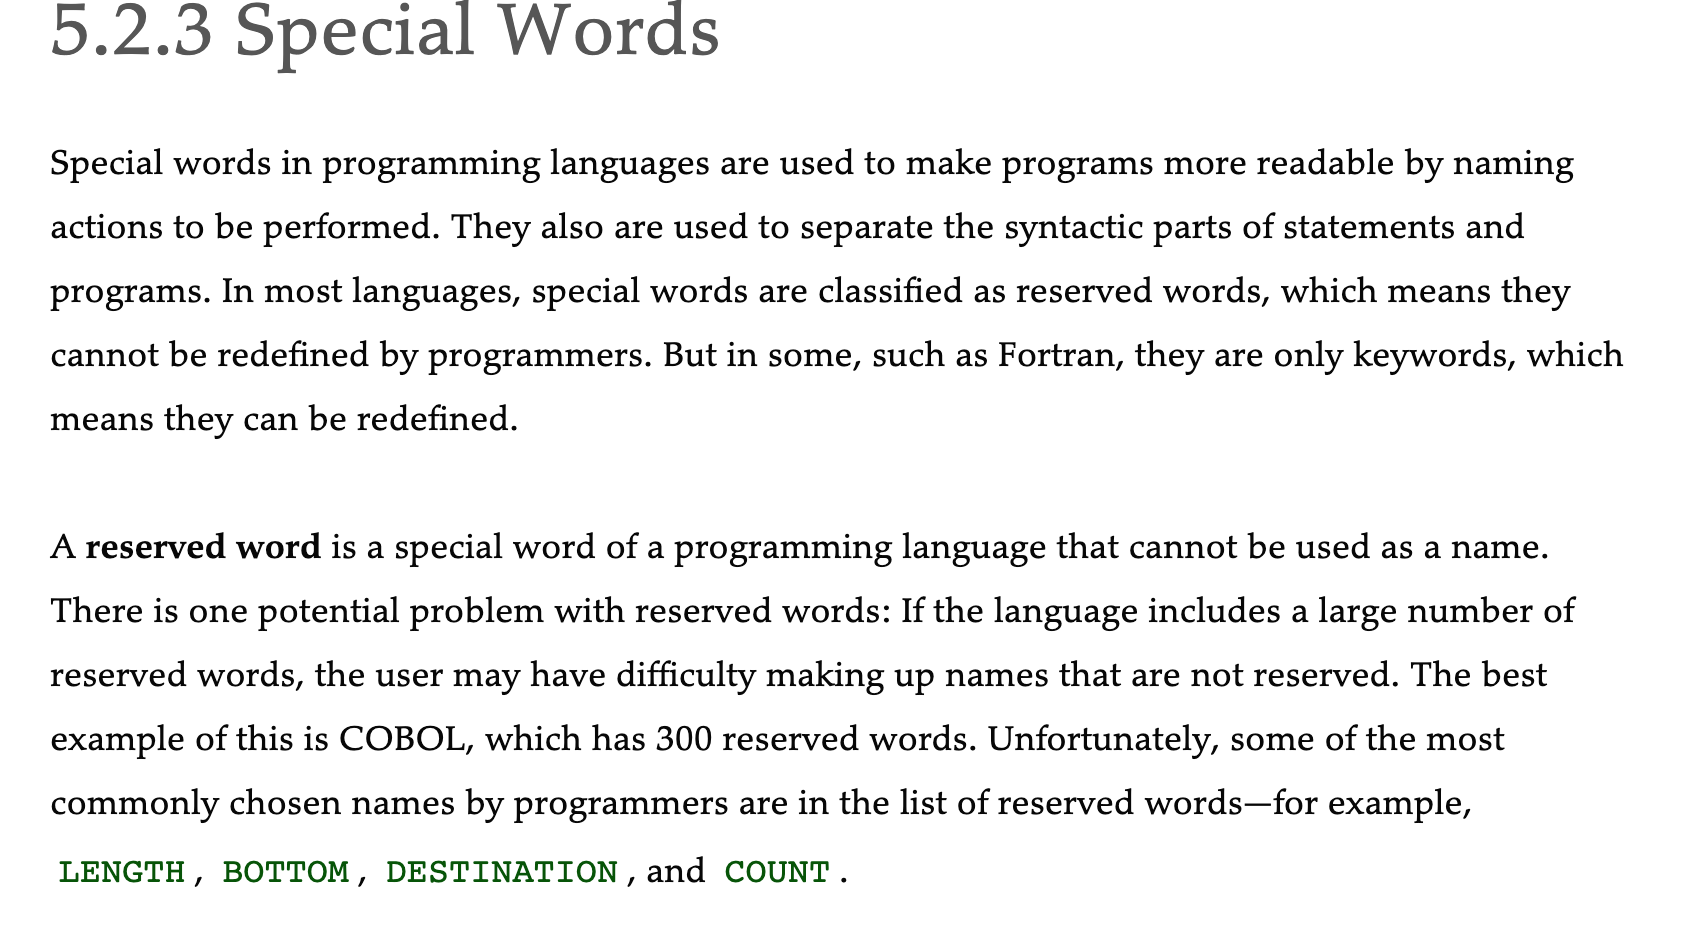 5.2.3 Special Words
Special words in programming languages are used to make programs more readable by naming
actions to be performed. They also are used to separate the syntactic parts of statements and
programs. In most languages, special words are classified as reserved words, which means they
cannot be redefined by programmers. But in some, such as Fortran, they are only keywords, which
means they can be redefined.
A reserved word is a special word of a programming language that cannot be used as a name.
There is one potential problem with reserved words: If the language includes a large number of
reserved words, the user may have difficulty making up names that are not reserved. The best
example of this is COBOL, which has 300 reserved words. Unfortunately, some of the most
commonly chosen names by programmers are in the list of reserved words—for example,
LENGTH, BOTTOM, DESTINATION, and COUNT.